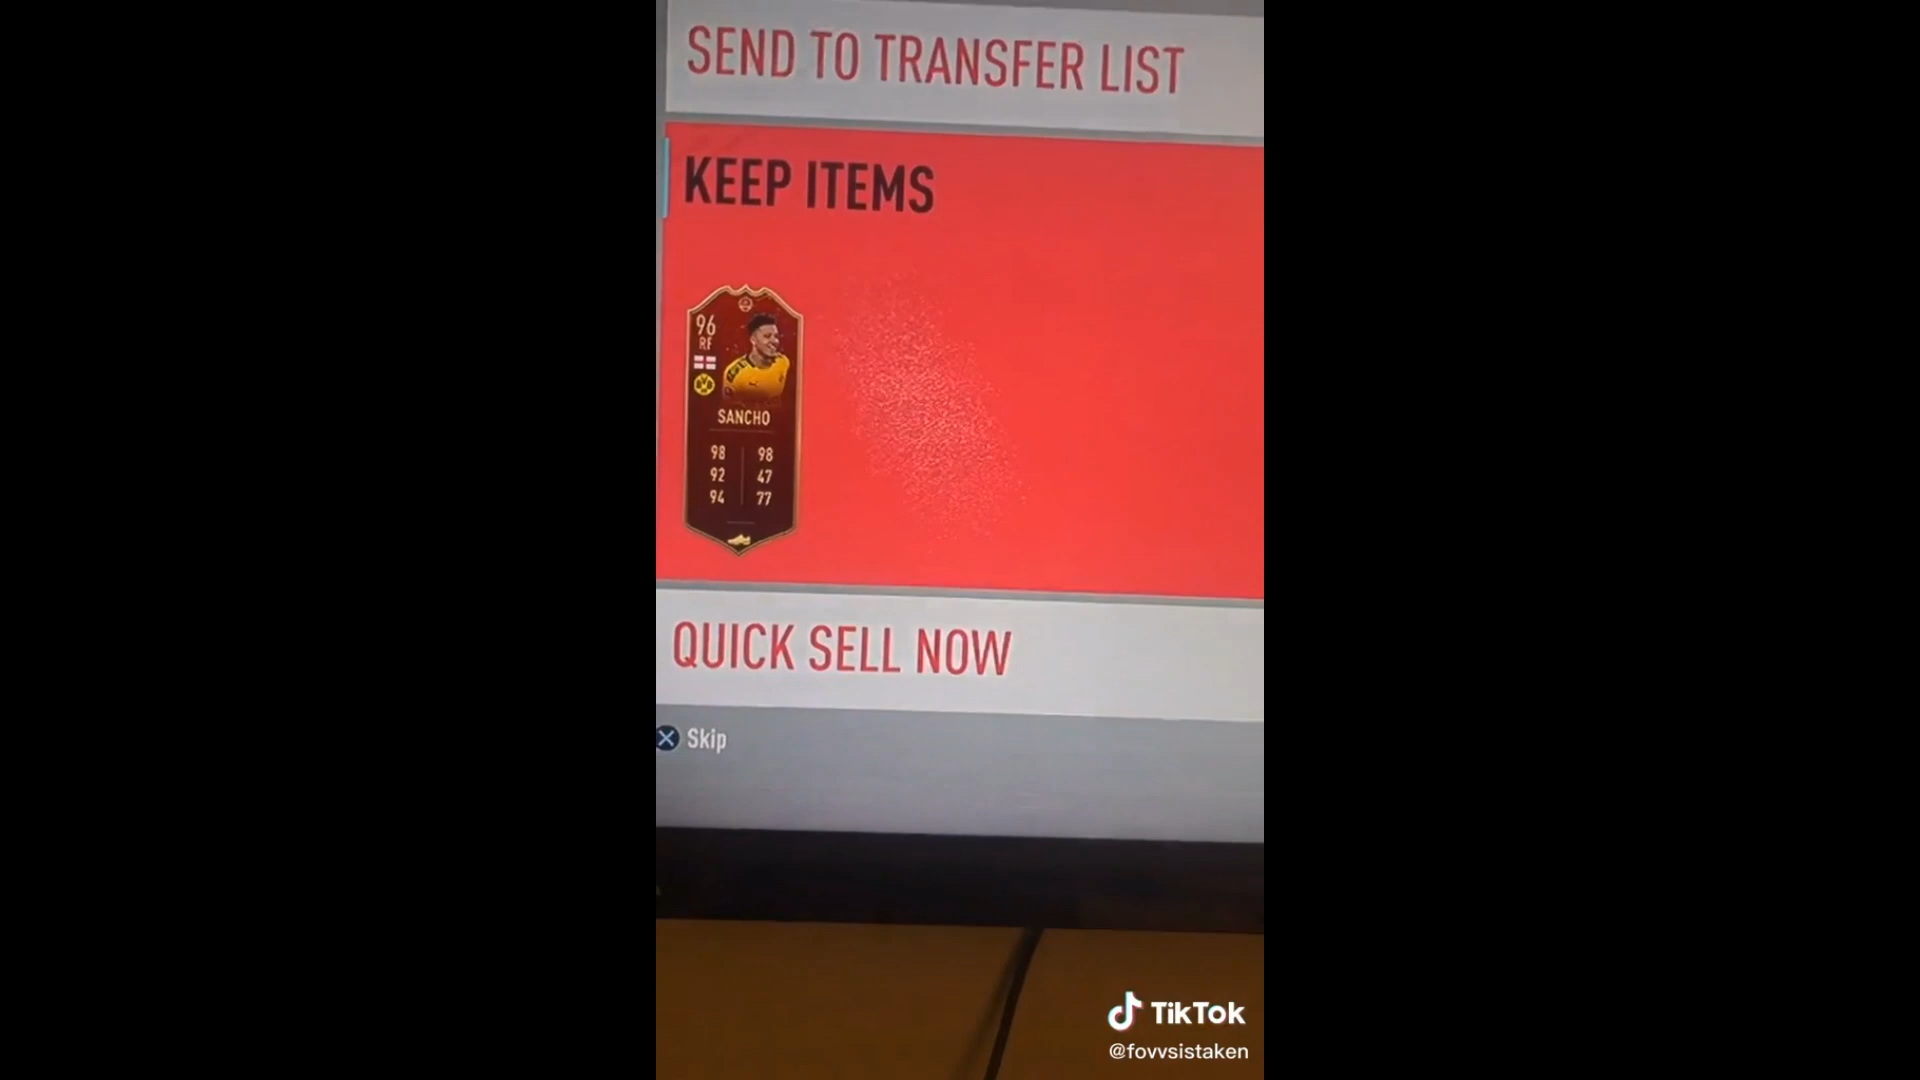 SEND TO TRANSFER LIST
KEEP ITEMS
96
RF
SANCHO
98 98
92 47
94 77
QUICK SELL NOW
Skip
TikTok
@fovvsistaken